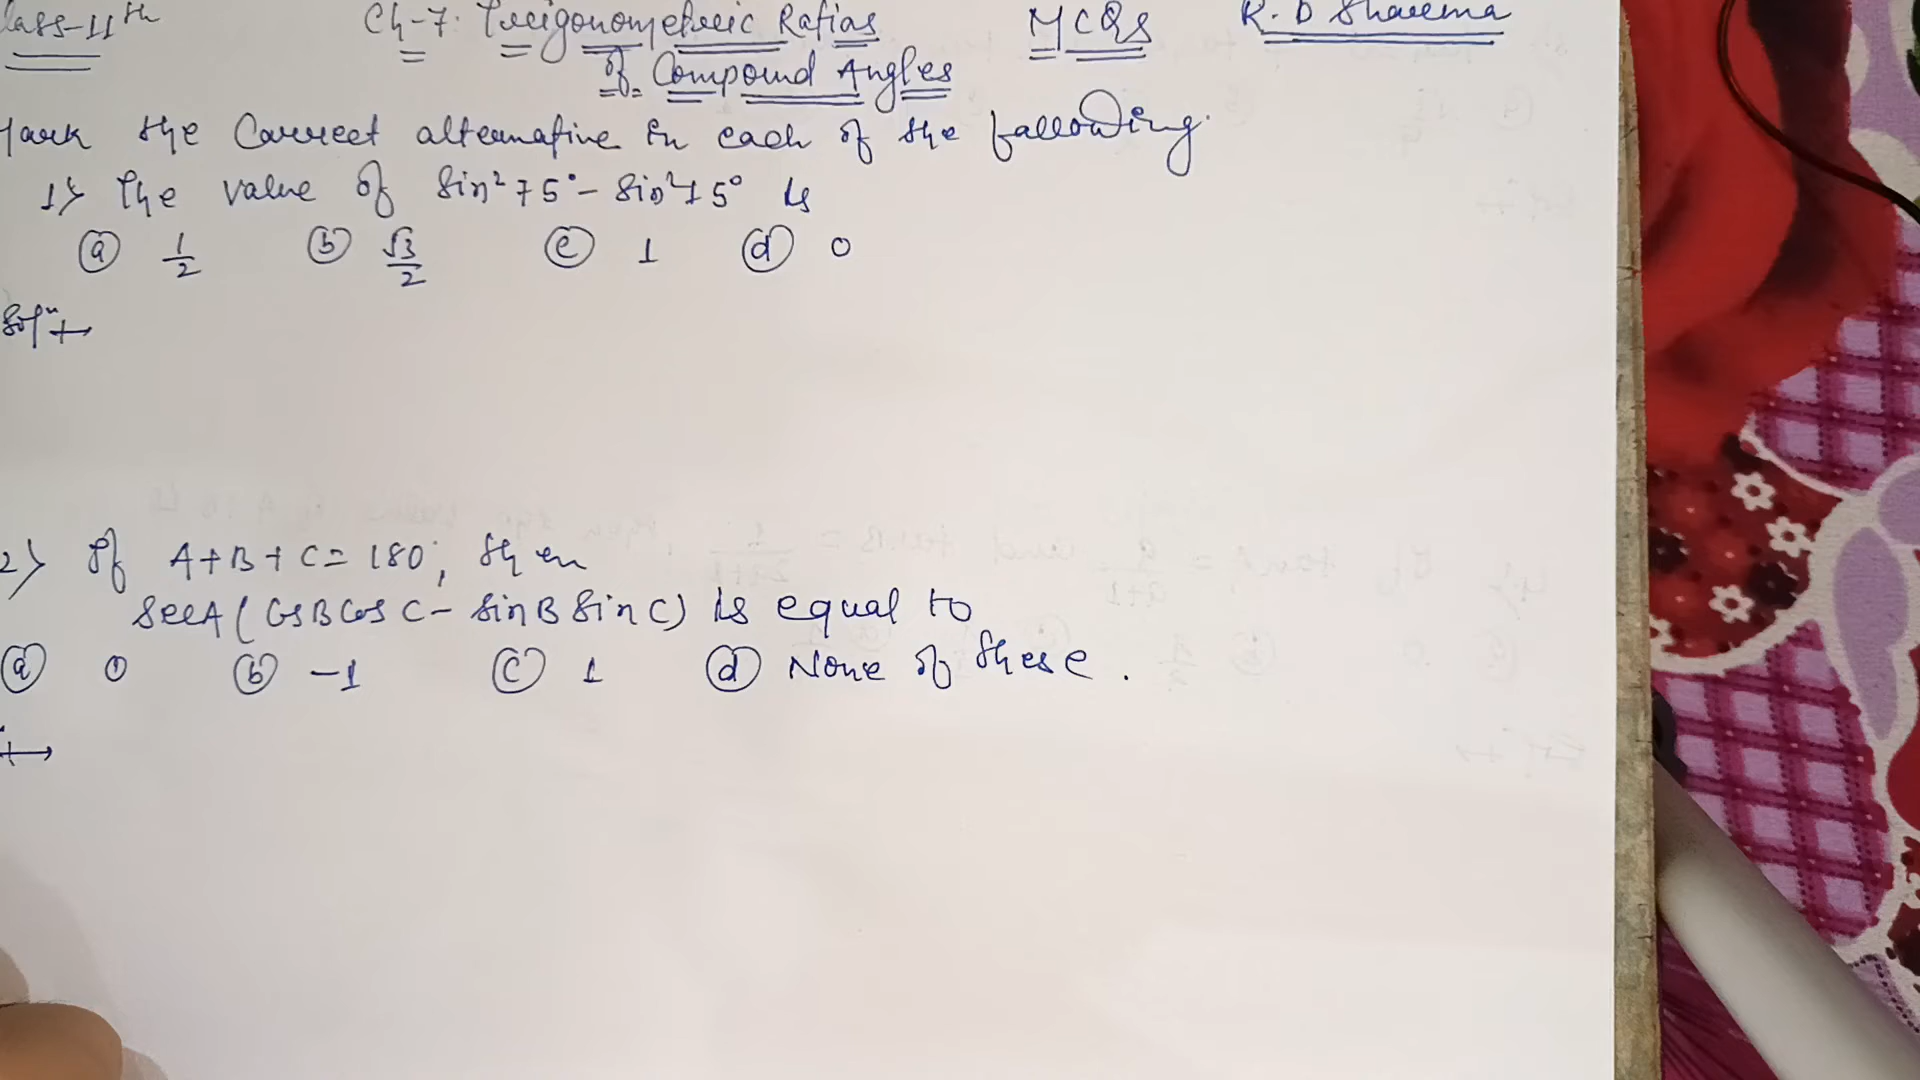 lass-11th Ch-7. Trigonometric Ratios MCQs R.D Sharma
of Compound Angles
Mark the Correct alternative in each of the following.
1> The value of Sin²75°- Sin²15° is
(a) 1/2 (b) √3/2 (c) 1 (d) 0
Solⁿ→
2> If A+B+C=180°, then
SecA(CosBCosC- SinBSinC) is equal to
(a) 0 (b) -1 (c) 1 (d) None of these.